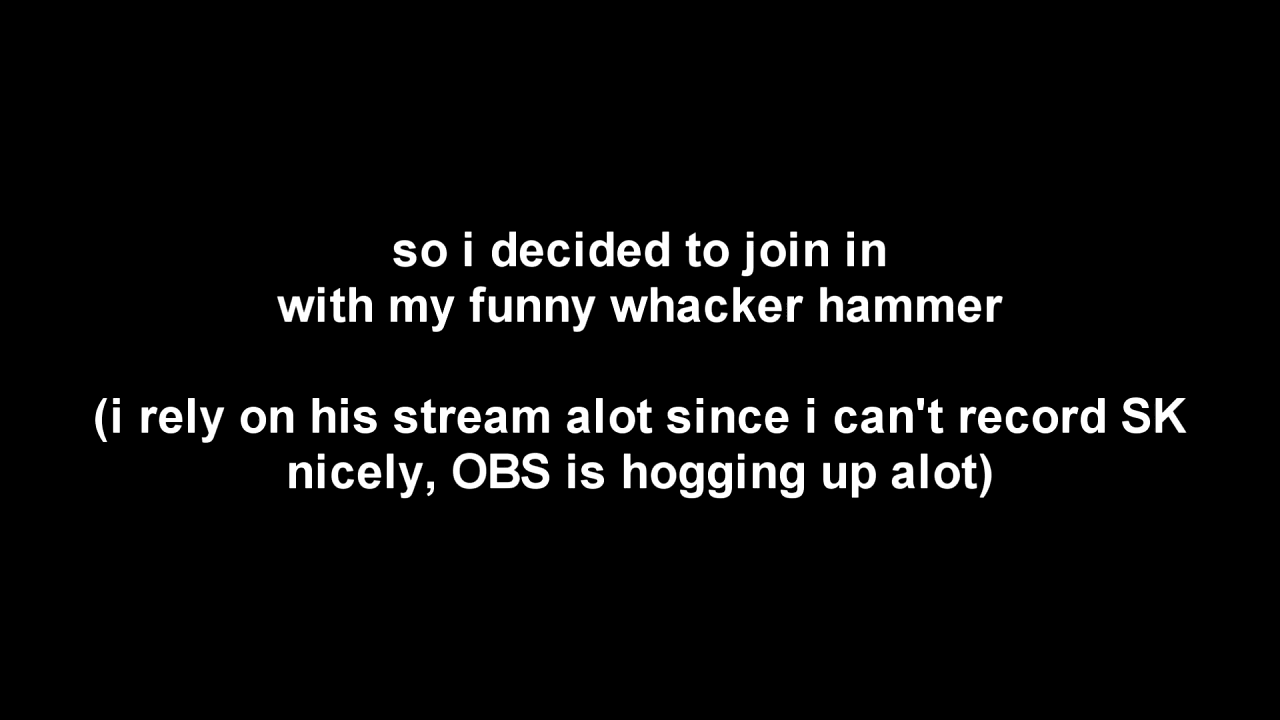 so i decided to join in
with my funny whacker hammer
(i rely on his stream alot since i can't record SK
nicely, OBS is hogging up alot)